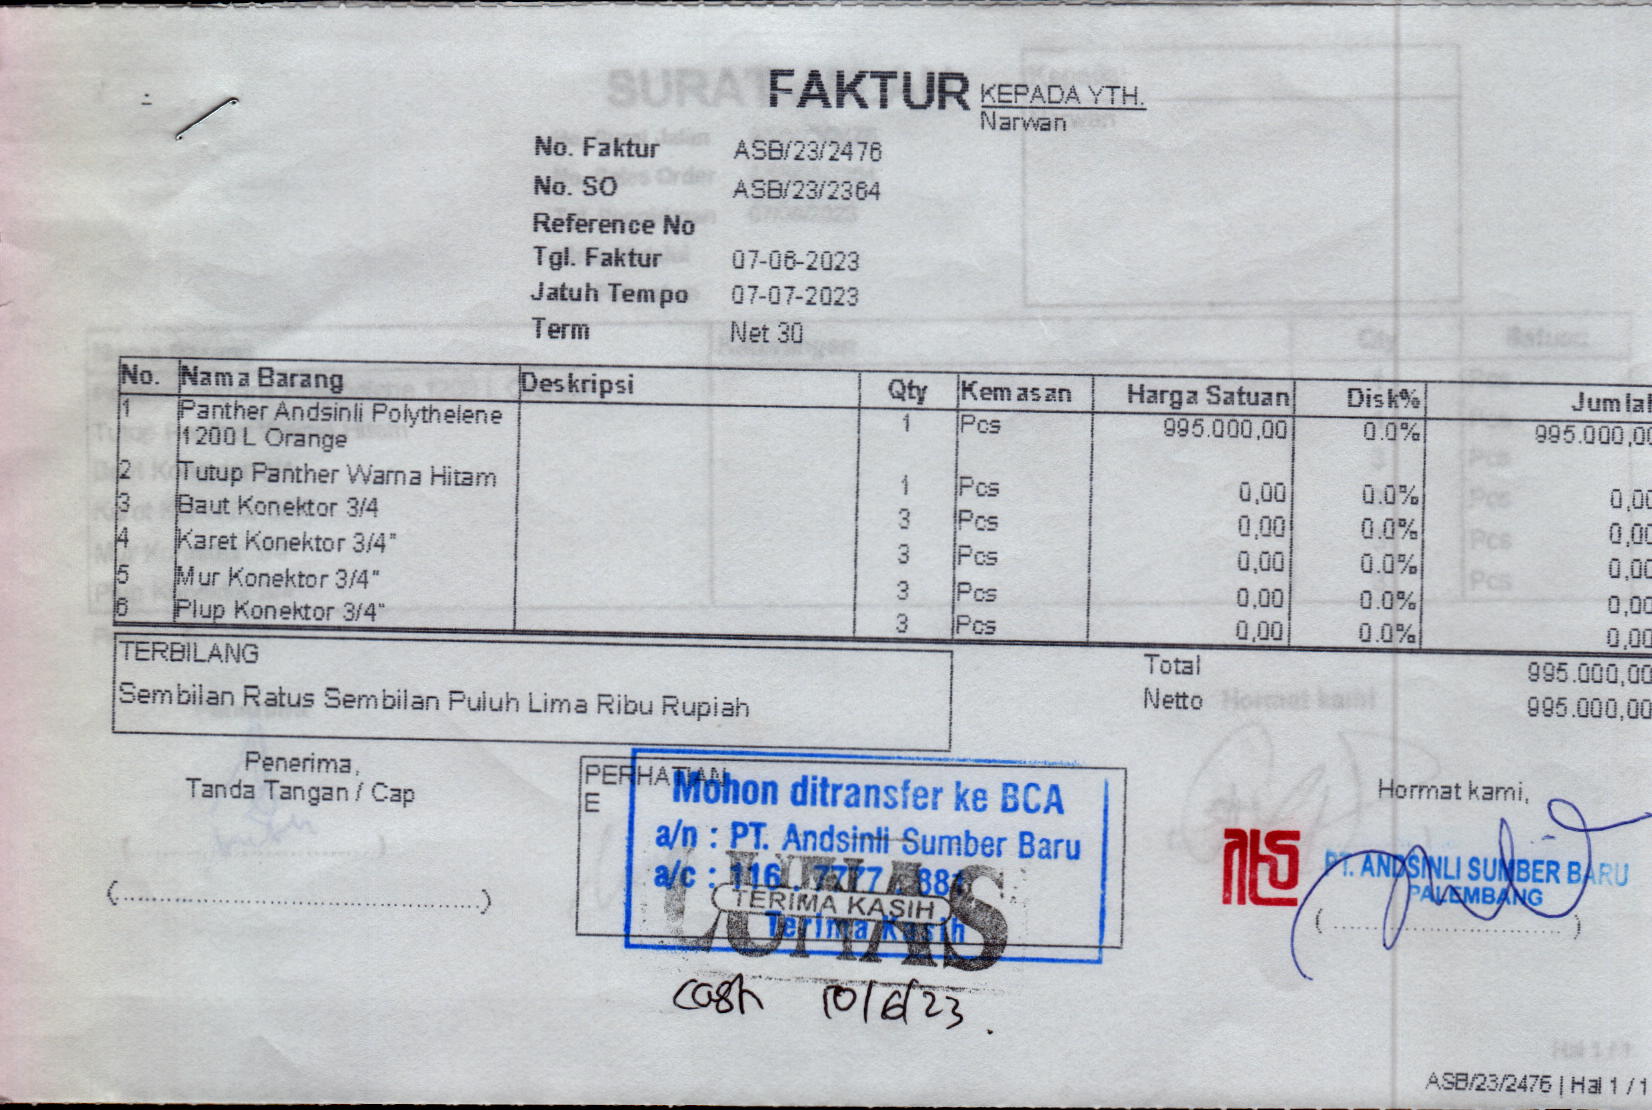 FAKTUR
KEPADA YTH.
Narwan
No. Faktur ASB/23/2476
No. SO ASB/23/2364
Reference No
Tgl. Faktur 07-06-2023
Jatuh Tempo 07-07-2023
Term Net 30
No. Nama Barang Deskripsi Qty Kemasan Harga Satuan Disk% Jumlah
1 Panther Andsinli Polythelene 1 Pcs 995.000,00 0.0% 995.000,00
1200 L Orange
2 Tutup Panther Warna Hitam 1 Pcs 0,00 0.0% 0,00
3 Baut Konektor 3/4 3 Pcs 0,00 0.0% 0,00
4 Karet Konektor 3/4" 3 Pcs 0,00 0.0% 0,00
5 Mur Konektor 3/4" 3 Pcs 0,00 0.0% 0,00
6 Plup Konektor 3/4" 3 Pcs 0,00 0.0% 0,00
TERBILANG
Sembilan Ratus Sembilan Puluh Lima Ribu Rupiah
Total 995.000,00
Netto 995.000,00
Penerima,
Tanda Tangan / Cap
(........................................)
PERHATIAN
E
Mohon ditransfer ke BCA
a/n : PT. Andsinli Sumber Baru
a/c : 116 . 7777
Terima Kasih
LUNAS
TERIMA KASIH
cash 10/6/23.
Hormat kami,
PT. ANDSINLI SUMBER BARU
PALEMBANG
(........................................)
ASB/23/2476 | Hal 1 / 1